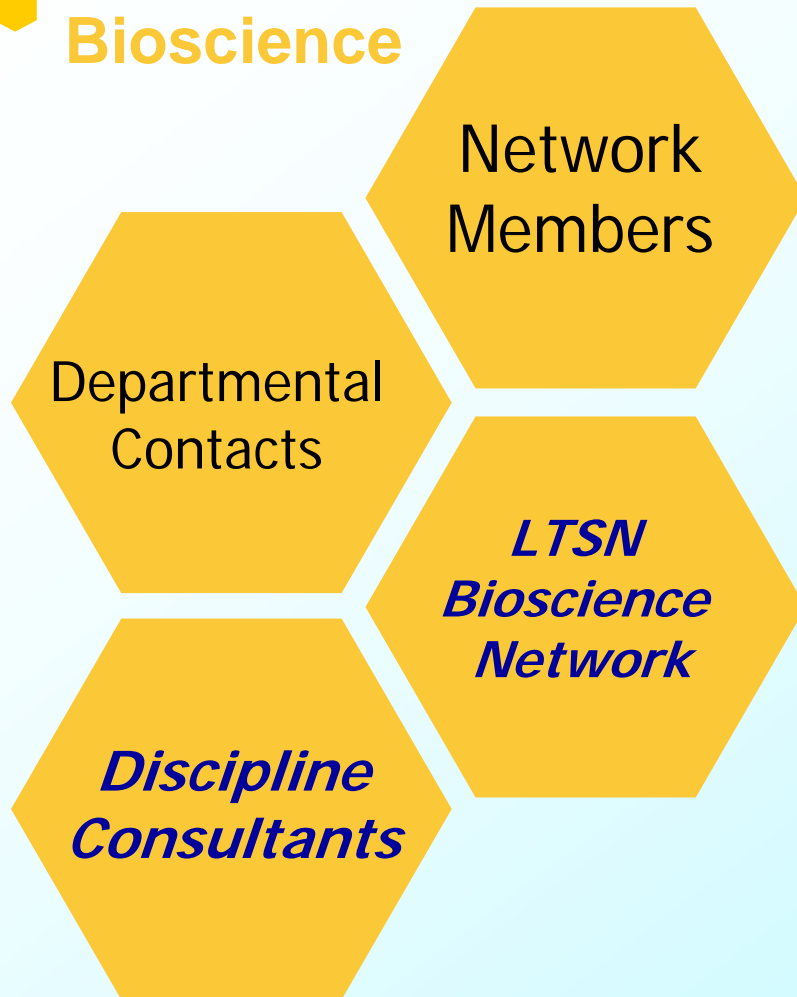 Bioscience
Network
Members
Departmental
Contacts
LTSN
Bioscience
Network
Discipline
Consultants